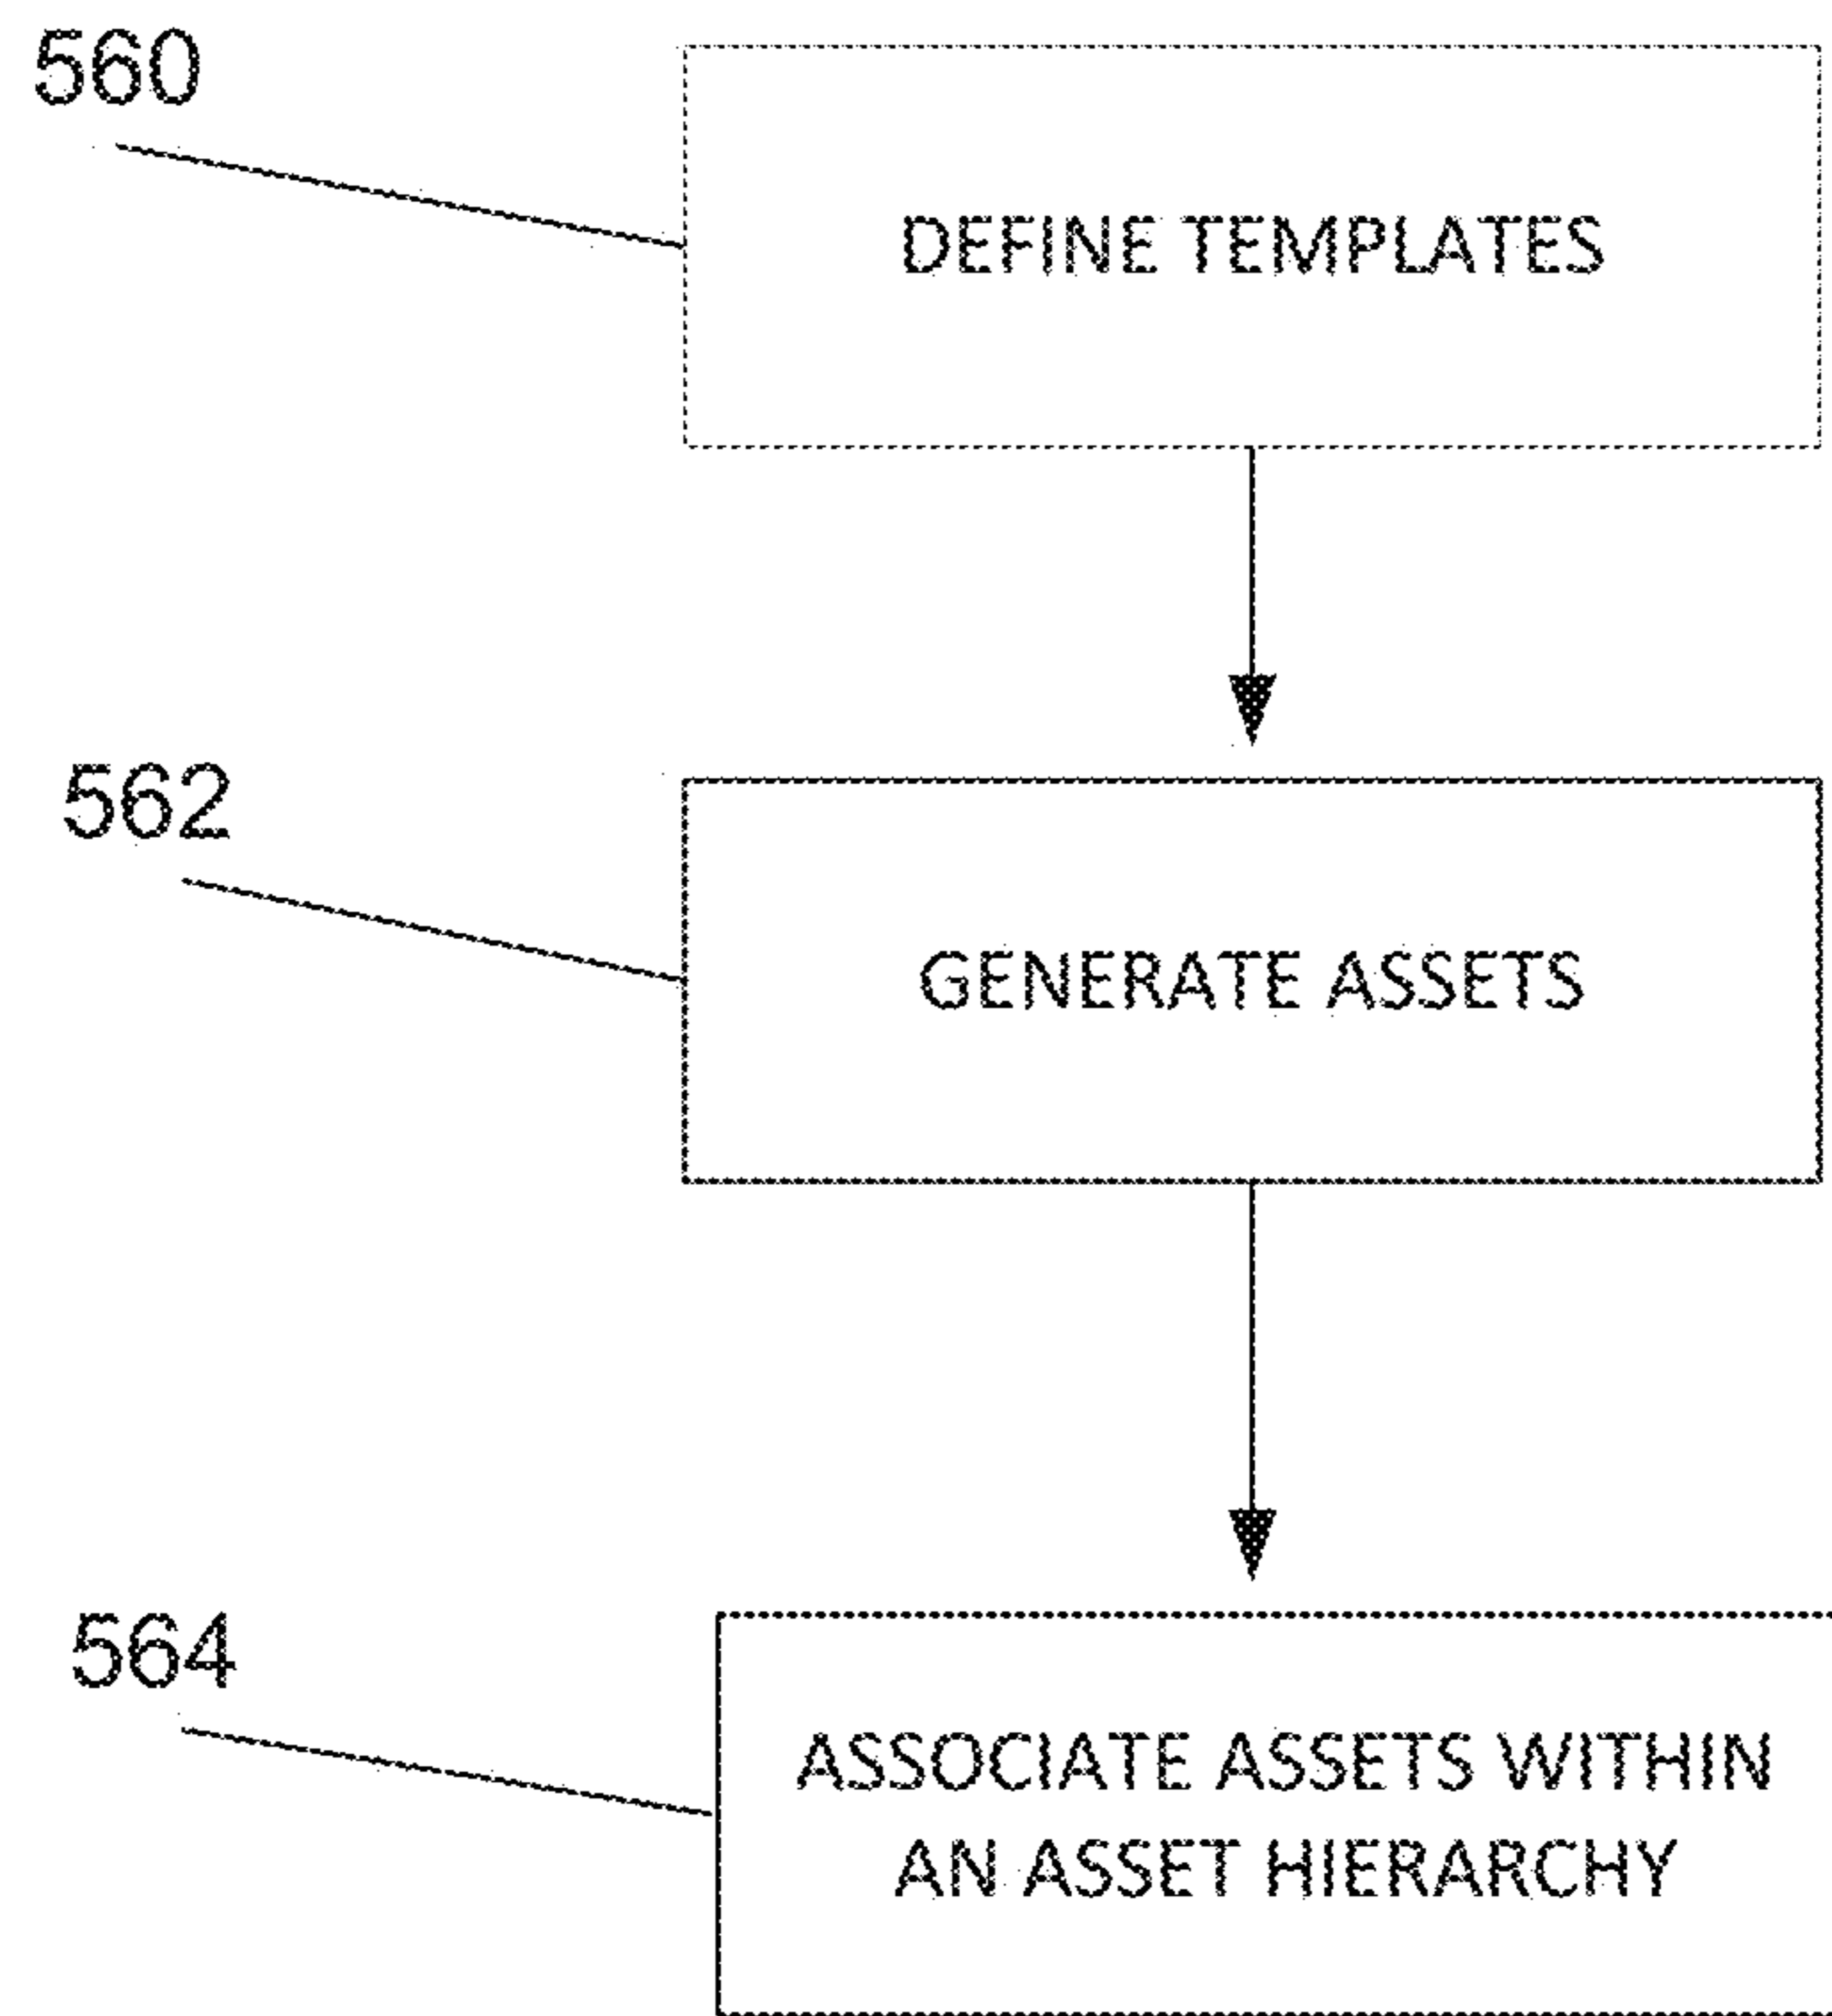 560
DEFINE TEMPLATES
562
GENERATE ASSETS
564
ASSOCIATE ASSETS WITHIN
AN ASSET HIERARCHY